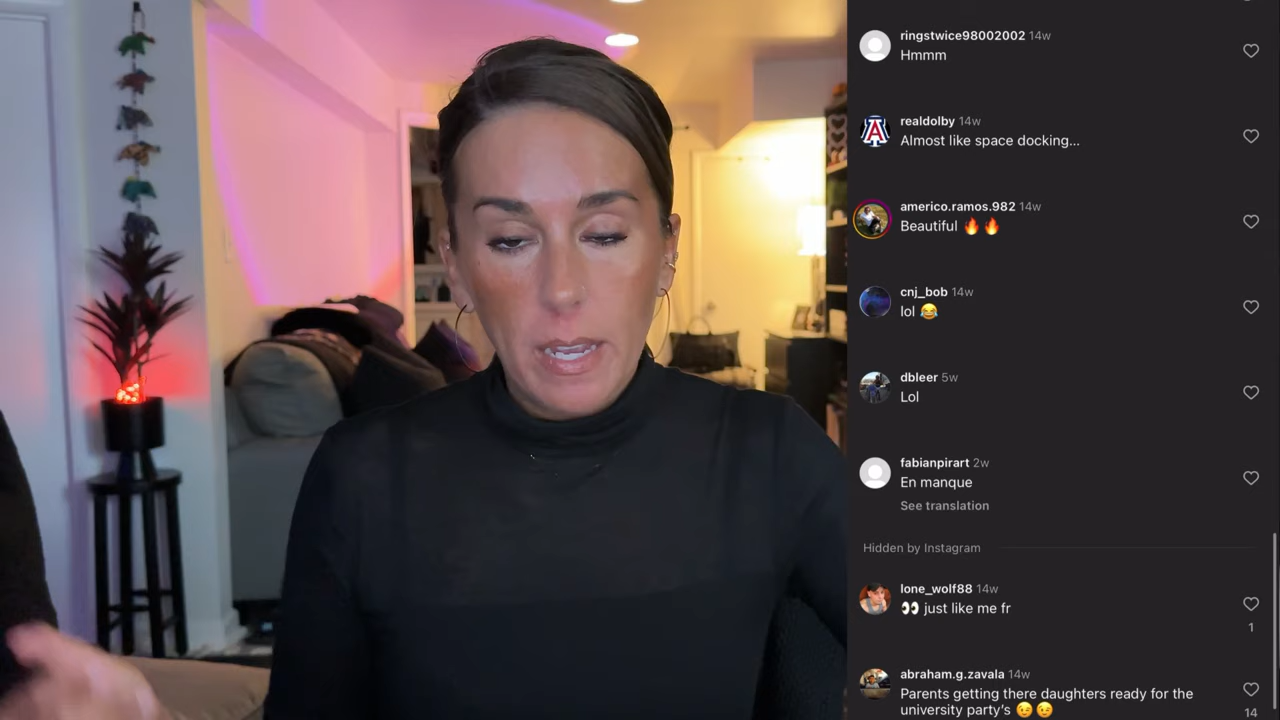 ringstwice98002002 14w
Hmmm
realdolby 14w
Almost like space docking...
americo.ramos.982 14w
Beautiful 🔥🔥
cnj_bob 14w
lol 😂
dbleer 5w
Lol
fabianpirart 2w
En manque
See translation
Hidden by Instagram
lone_wolf88 14w
👀 just like me fr
1
abraham.g.zavala 14w
Parents getting there daughters ready for the
university party's 😉😉
14